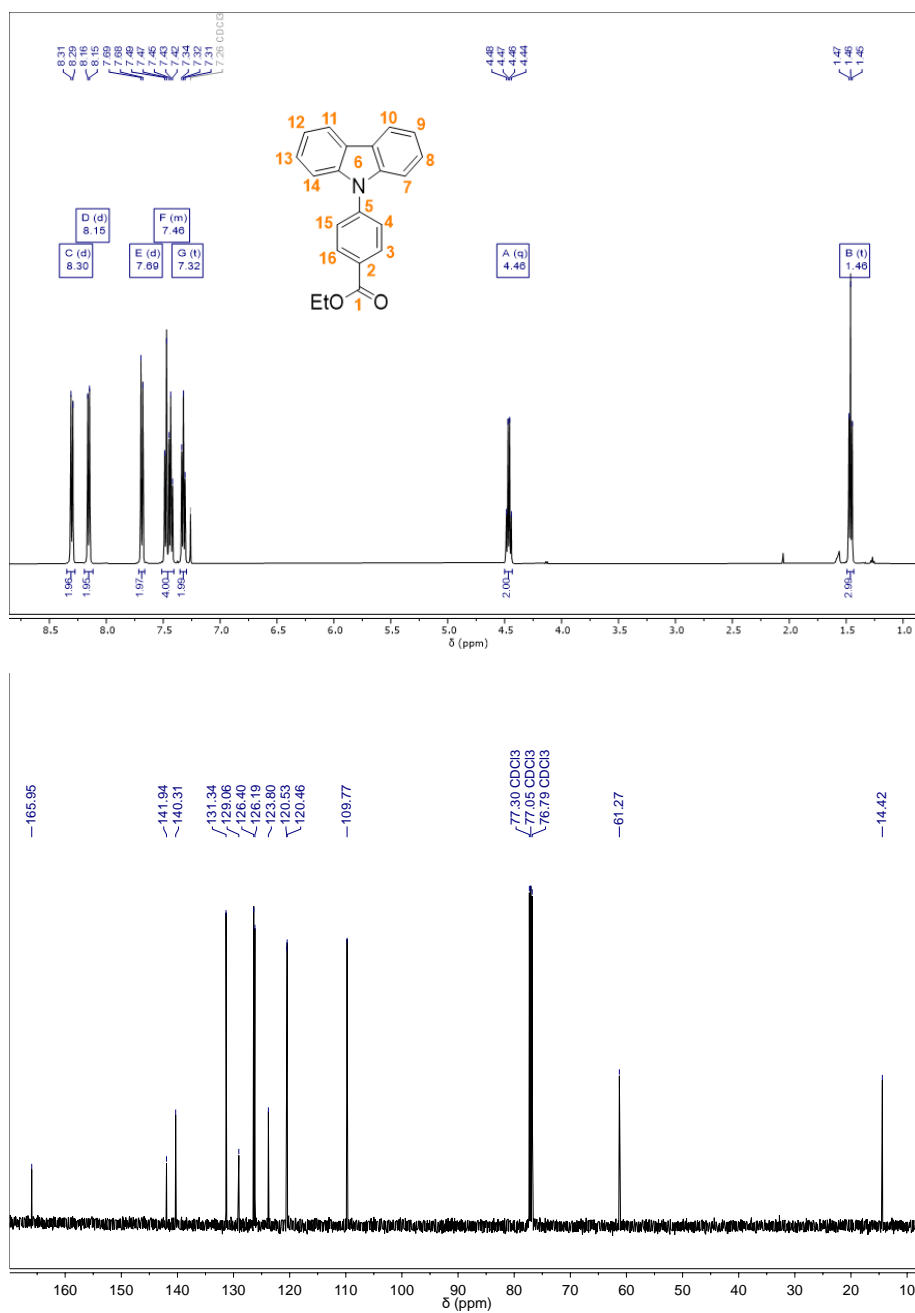 8.31
8.29
8.16
8.15
7.69
7.68
7.49
7.47
7.45
7.43
7.42
7.34
7.32
7.31
7.26 CDCl3
4.48
4.47
4.46
4.44
1.47
1.46
1.45
12 11 10 9
13 6 8
14 N 7
5
15 4
16 3
2
EtO 1 O
D (d)
8.15
F (m)
7.46
C (d)
8.30
E (d)
7.69
G (t)
7.32
A (q)
4.46
B (t)
1.46
1.96
1.95
1.97
4.00
1.99
2.00
2.99
8.5 8.0 7.5 7.0 6.5 6.0 5.5 5.0 4.5 4.0 3.5 3.0 2.5 2.0 1.5 1.0
δ (ppm)
165.95
141.94
140.31
131.34
129.06
126.40
126.19
123.80
120.53
120.46
109.77
77.30 CDCl3
77.05 CDCl3
76.79 CDCl3
61.27
14.42
160 150 140 130 120 110 100 90 80 70 60 50 40 30 20 10
δ (ppm)